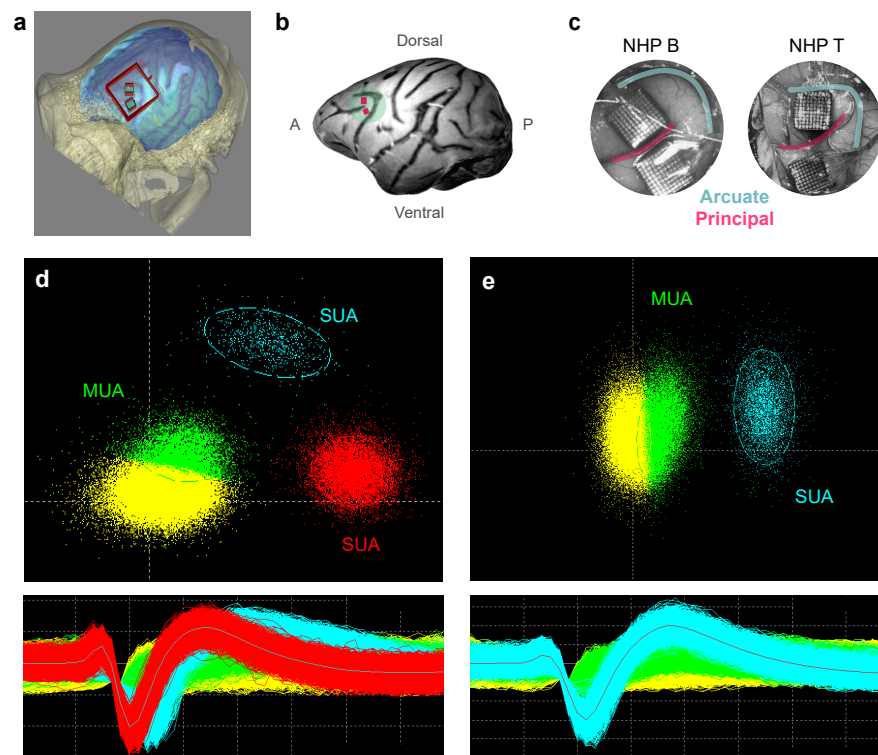 a
b
c
Dorsal
A
P
Ventral
NHP B
NHP T
Arcuate
Principal
d
SUA
MUA
SUA
e
MUA
SUA